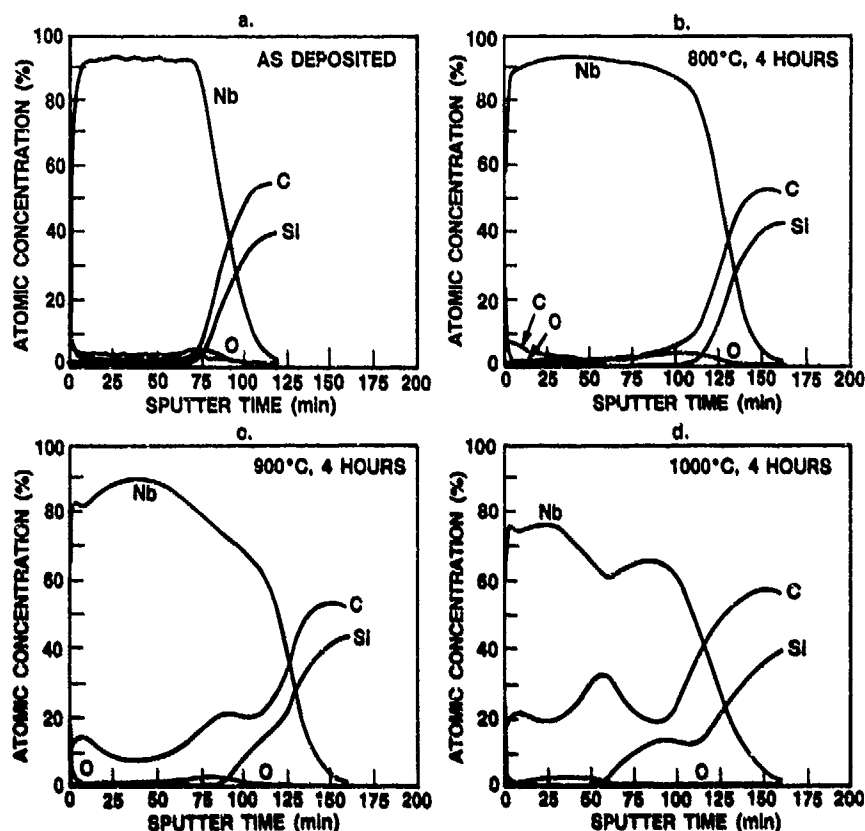 a.
AS DEPOSITED
ATOMIC CONCENTRATION (%)
100
80
60
40
20
0
Nb
C
Si
O
0 25 50 75 100 125 150 175 200
SPUTTER TIME (min)
b.
800°C, 4 HOURS
ATOMIC CONCENTRATION (%)
100
80
60
40
20
0
Nb
C
Si
C
O
O
0 25 50 75 100 125 150 175 200
SPUTTER TIME (min)
c.
900°C, 4 HOURS
ATOMIC CONCENTRATION (%)
100
80
60
40
20
0
Nb
C
Si
O
O
0 25 50 75 100 125 150 175 200
SPUTTER TIME (min)
d.
1000°C, 4 HOURS
ATOMIC CONCENTRATION (%)
100
80
60
40
20
0
Nb
C
Si
O
0 25 50 75 100 125 150 175 200
SPUTTER TIME (min)